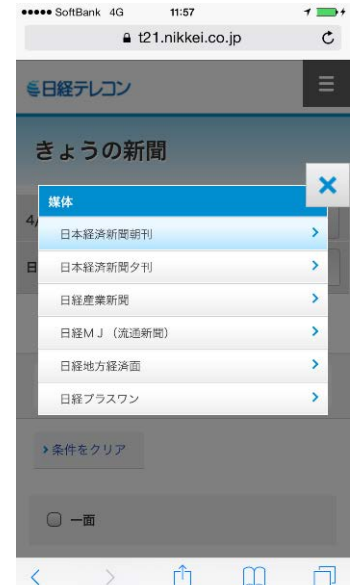 SoftBank 4G 11:57
t21.nikkei.co.jp
日経テレコン
きょうの新聞
媒体
4/
日本経済新聞朝刊
日
日本経済新聞夕刊
日経産業新聞
日経MJ(流通新聞)
日経地方経済面
日経プラスワン
条件をクリア
一面